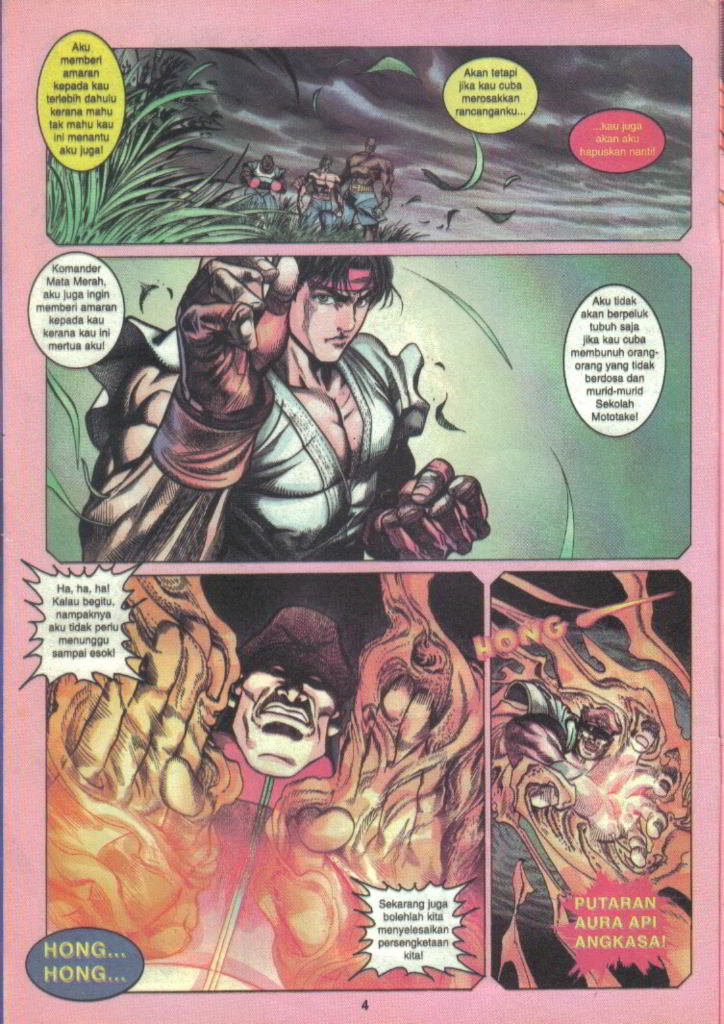 Aku
memberi
amaran
kepada kau
terlebih dahulu
kerana mahu
tak mahu kau
ini menantu
aku juga!
Akan tetapi
jika kau cuba
merosakkan
rancanganku...
...kau juga
akan aku
hapuskan nanti!
Komander
Mata Merah,
aku juga ingin
memberi amaran
kepada kau
kerana kau ini
mertua aku!
Aku tidak
akan berpeluk
tubuh saja
jika kau cuba
membunuh orang-
orang yang tidak
berdosa dan
murid-murid
Sekolah
Mototake!
Ha, ha, ha!
Kalau begitu,
nampaknya
aku tidak perlu
menunggu
sampai esok!
HONG
Sekarang juga
bolehlah kita
menyelesaikan
persengketaan
kita!
HONG...
HONG...
PUTARAN
AURA API
ANGKASA!
4